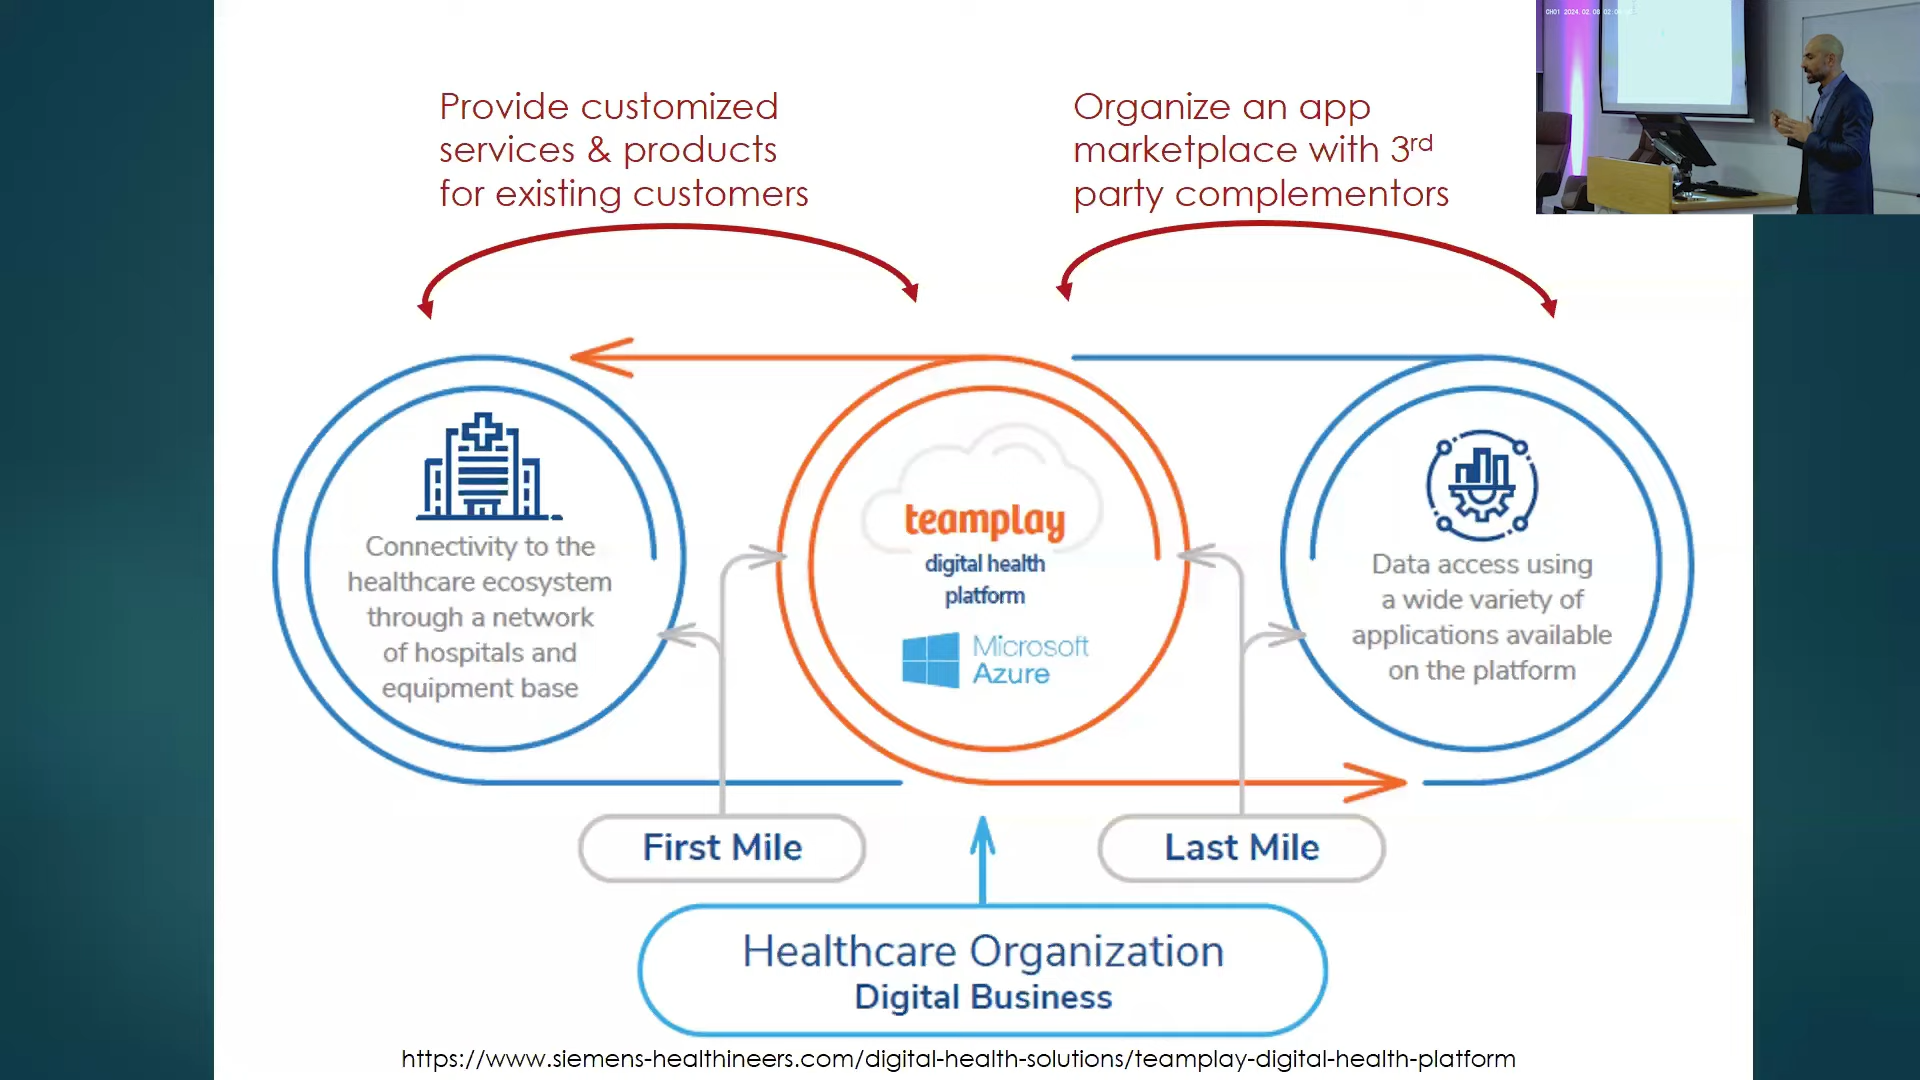 Provide customized
services & products
for existing customers
Organize an app
marketplace with 3rd
party complementors
Connectivity to the
healthcare ecosystem
through a network
of hospitals and
equipment base
teamplay
digital health
platform
Microsoft
Azure
Data access using
a wide variety of
applications available
on the platform
First Mile
Last Mile
Healthcare Organization
Digital Business
https://www.siemens-healthineers.com/digital-health-solutions/teamplay-digital-health-platform